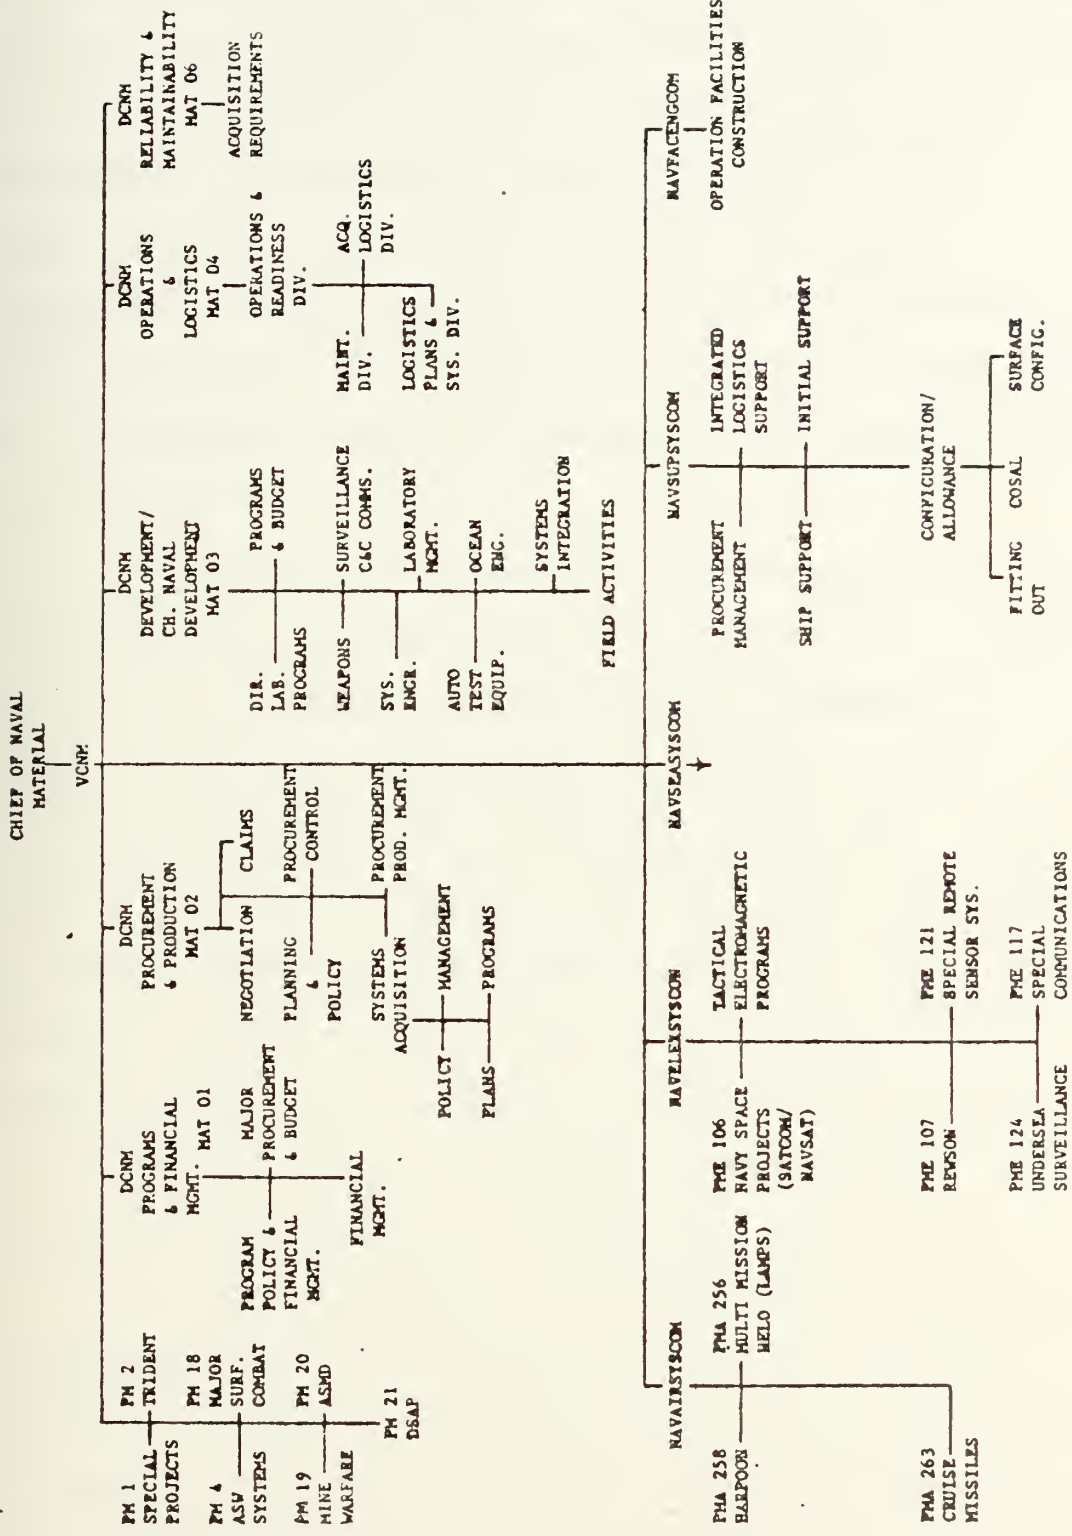 CHIEF OF NAVAL
MATERIAL
VCNM
PM 1
SPECIAL
PROJECTS
PM 2
TRIDENT
PM 4
ASW
SYSTEMS
PM 18
MAJOR
SURF.
COMBAT
PM 19
MINE
WARFARE
PM 20
ASMD
PM 21
DSAP
DCNM
PROGRAMS
& FINANCIAL
MGMT. MAT 01
PROGRAM
POLICY &
FINANCIAL
MGMT.
MAJOR
PROCUREMENT
& BUDGET
FINANCIAL
MGMT.
DCNM
PROCUREMENT
& PRODUCTION
MAT 02
NEGOTIATION
CLAIMS
PLANNING
&
POLICY
PROCUREMENT
CONTROL
SYSTEMS
ACQUISITION
PROCUREMENT
PROD. MGMT.
POLICY
MANAGEMENT
PLANS
PROGRAMS
DCNM
DEVELOPMENT/
CH. NAVAL
DEVELOPMENT
MAT 03
DIR.
LAB.
PROGRAMS
PROGRAMS
& BUDGET
WEAPONS
SURVEILLANCE
C&C COMMS.
SYS.
ENGR.
LABORATORY
MGMT.
AUTO
TEST
EQUIP.
OCEAN
ENG.
SYSTEMS
INTEGRATION
FIELD ACTIVITIES
DCNM
OPERATIONS
&
LOGISTICS
MAT 04
OPERATIONS &
READINESS
DIV.
MAINT.
DIV.
ACQ.
LOGISTICS
DIV.
LOGISTICS
PLANS &
SYS. DIV.
DCNM
RELIABILITY &
MAINTAINABILITY
MAT 06
ACQUISITION
REQUIREMENTS
NAVAIRSYSCOM
PMA 258
HARPOON
PMA 256
MULTI MISSION
HELO (LAMPS)
PMA 263
CRUISE
MISSILES
NAVELEXSYSCOM
PME 106
NAVY SPACE
PROJECTS
(SATCOM/
NAVSAT)
TACTICAL
ELECTROMAGNETIC
PROGRAMS
PME 107
REWSON
PME 121
SPECIAL REMOTE
SENSOR SYS.
PME 124
UNDERSEA
SURVEILLANCE
PME 117
SPECIAL
COMMUNICATIONS
NAVSEASYSCOM
NAVSUPSYSCOM
PROCUREMENT
MANAGEMENT
INTEGRATED
LOGISTICS
SUPPORT
SHIP SUPPORT
INITIAL SUPPORT
CONFIGURATION/
ALLOWANCE
FITTING
OUT
COSAL
SURFACE
CONFIG.
NAVFACENGCOM
OPERATION FACILITIES
CONSTRUCTION